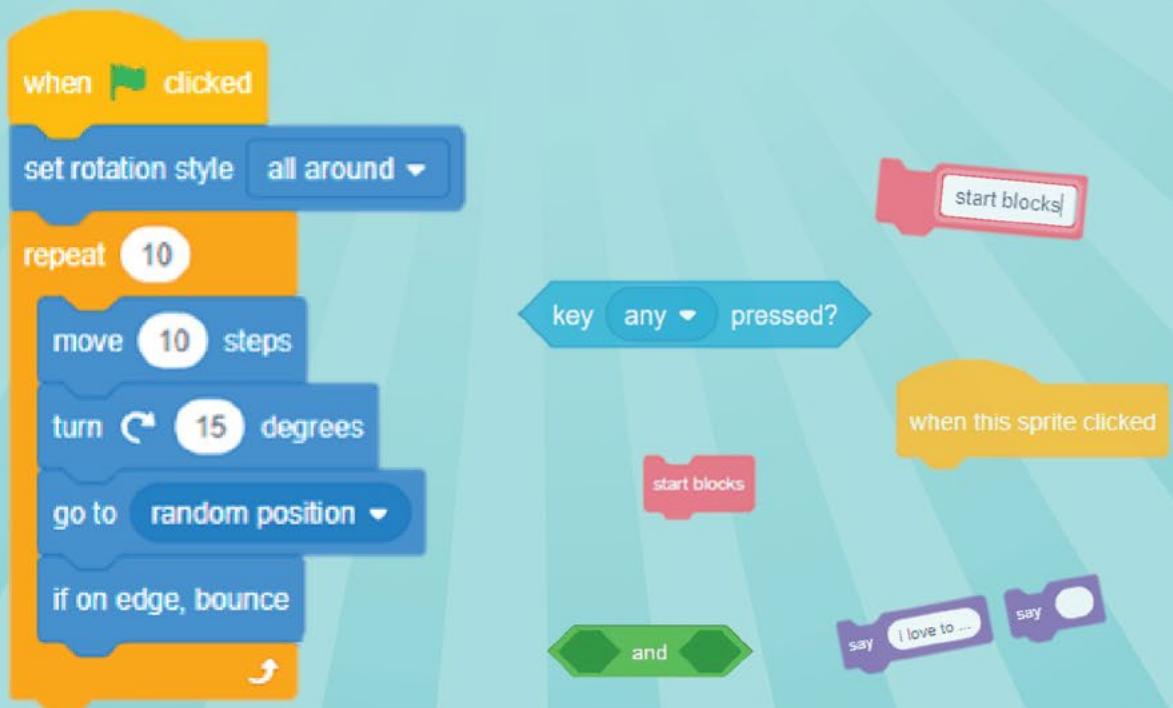 when clicked
set rotation style all around
repeat 10
move 10 steps
turn 15 degrees
go to random position
if on edge, bounce
start blocks
key any pressed?
when this sprite clicked
start blocks
say I love to ...
say
and